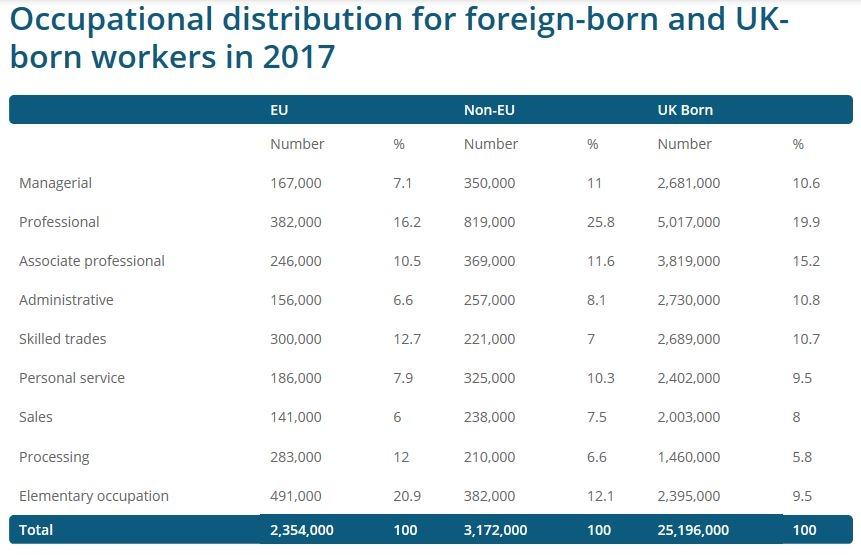 Occupational distribution for foreign-born and UK-
born workers in 2017
EU Non-EU UK Born
Number % Number % Number %
Managerial 167,000 7.1 350,000 11 2,681,000 10.6
Professional 382,000 16.2 819,000 25.8 5,017,000 19.9
Associate professional 246,000 10.5 369,000 11.6 3,819,000 15.2
Administrative 156,000 6.6 257,000 8.1 2,730,000 10.8
Skilled trades 300,000 12.7 221,000 7 2,689,000 10.7
Personal service 186,000 7.9 325,000 10.3 2,402,000 9.5
Sales 141,000 6 238,000 7.5 2,003,000 8
Processing 283,000 12 210,000 6.6 1,460,000 5.8
Elementary occupation 491,000 20.9 382,000 12.1 2,395,000 9.5
Total 2,354,000 100 3,172,000 100 25,196,000 100